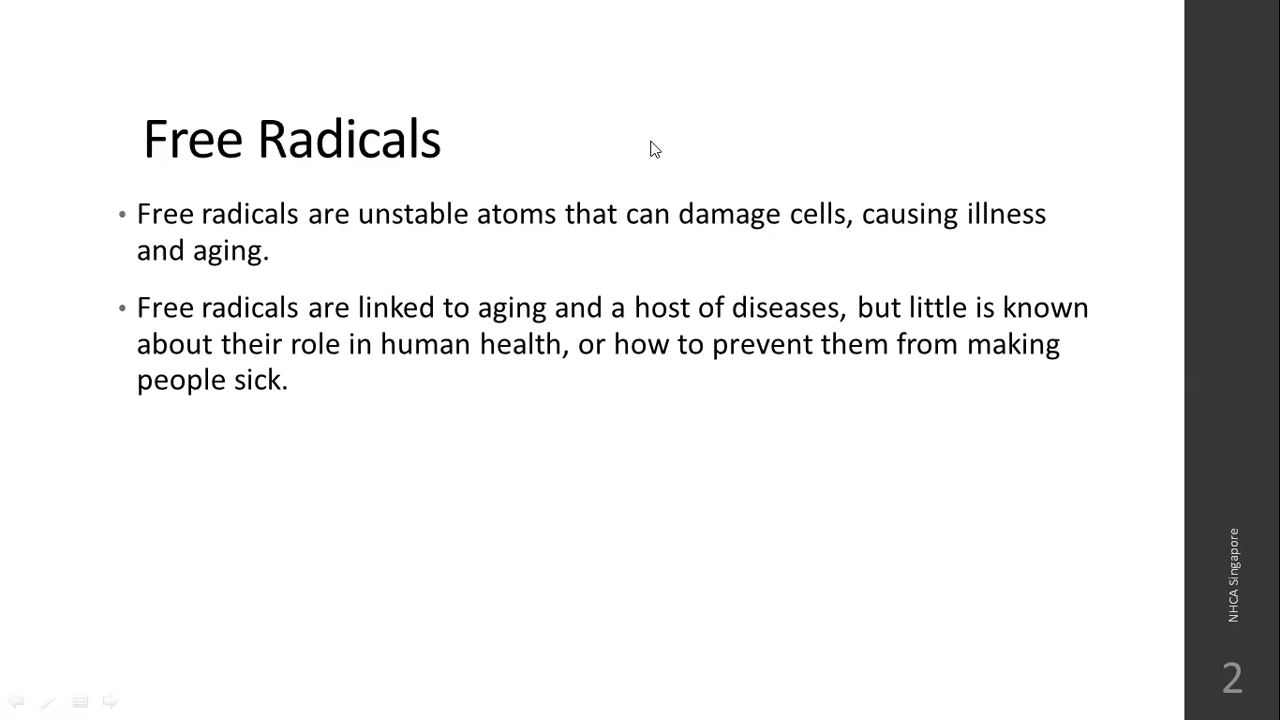 Free Radicals
• Free radicals are unstable atoms that can damage cells, causing illness
and aging.
• Free radicals are linked to aging and a host of diseases, but little is known
about their role in human health, or how to prevent them from making
people sick.
NHCA Singapore
2